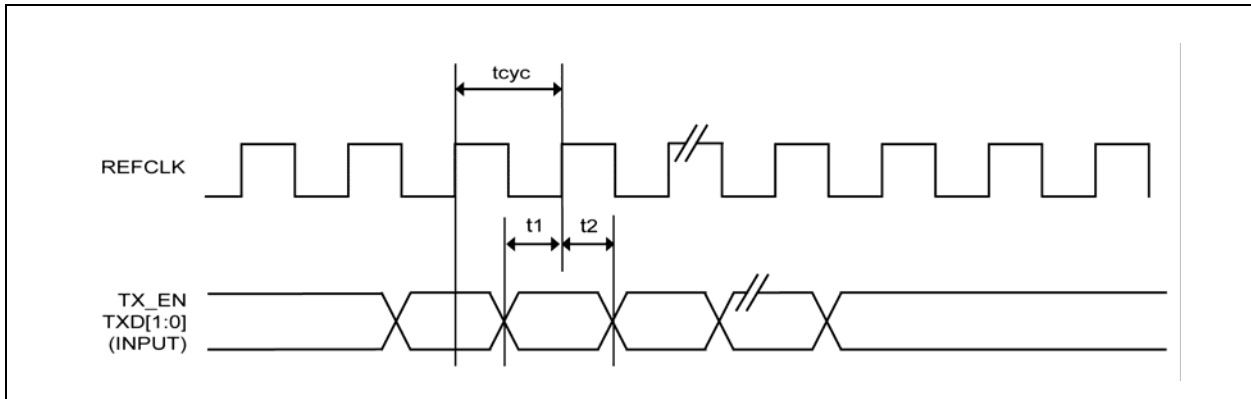 tcyc
REFCLK
t1
t2
TX_EN
TXD[1:0]
(INPUT)